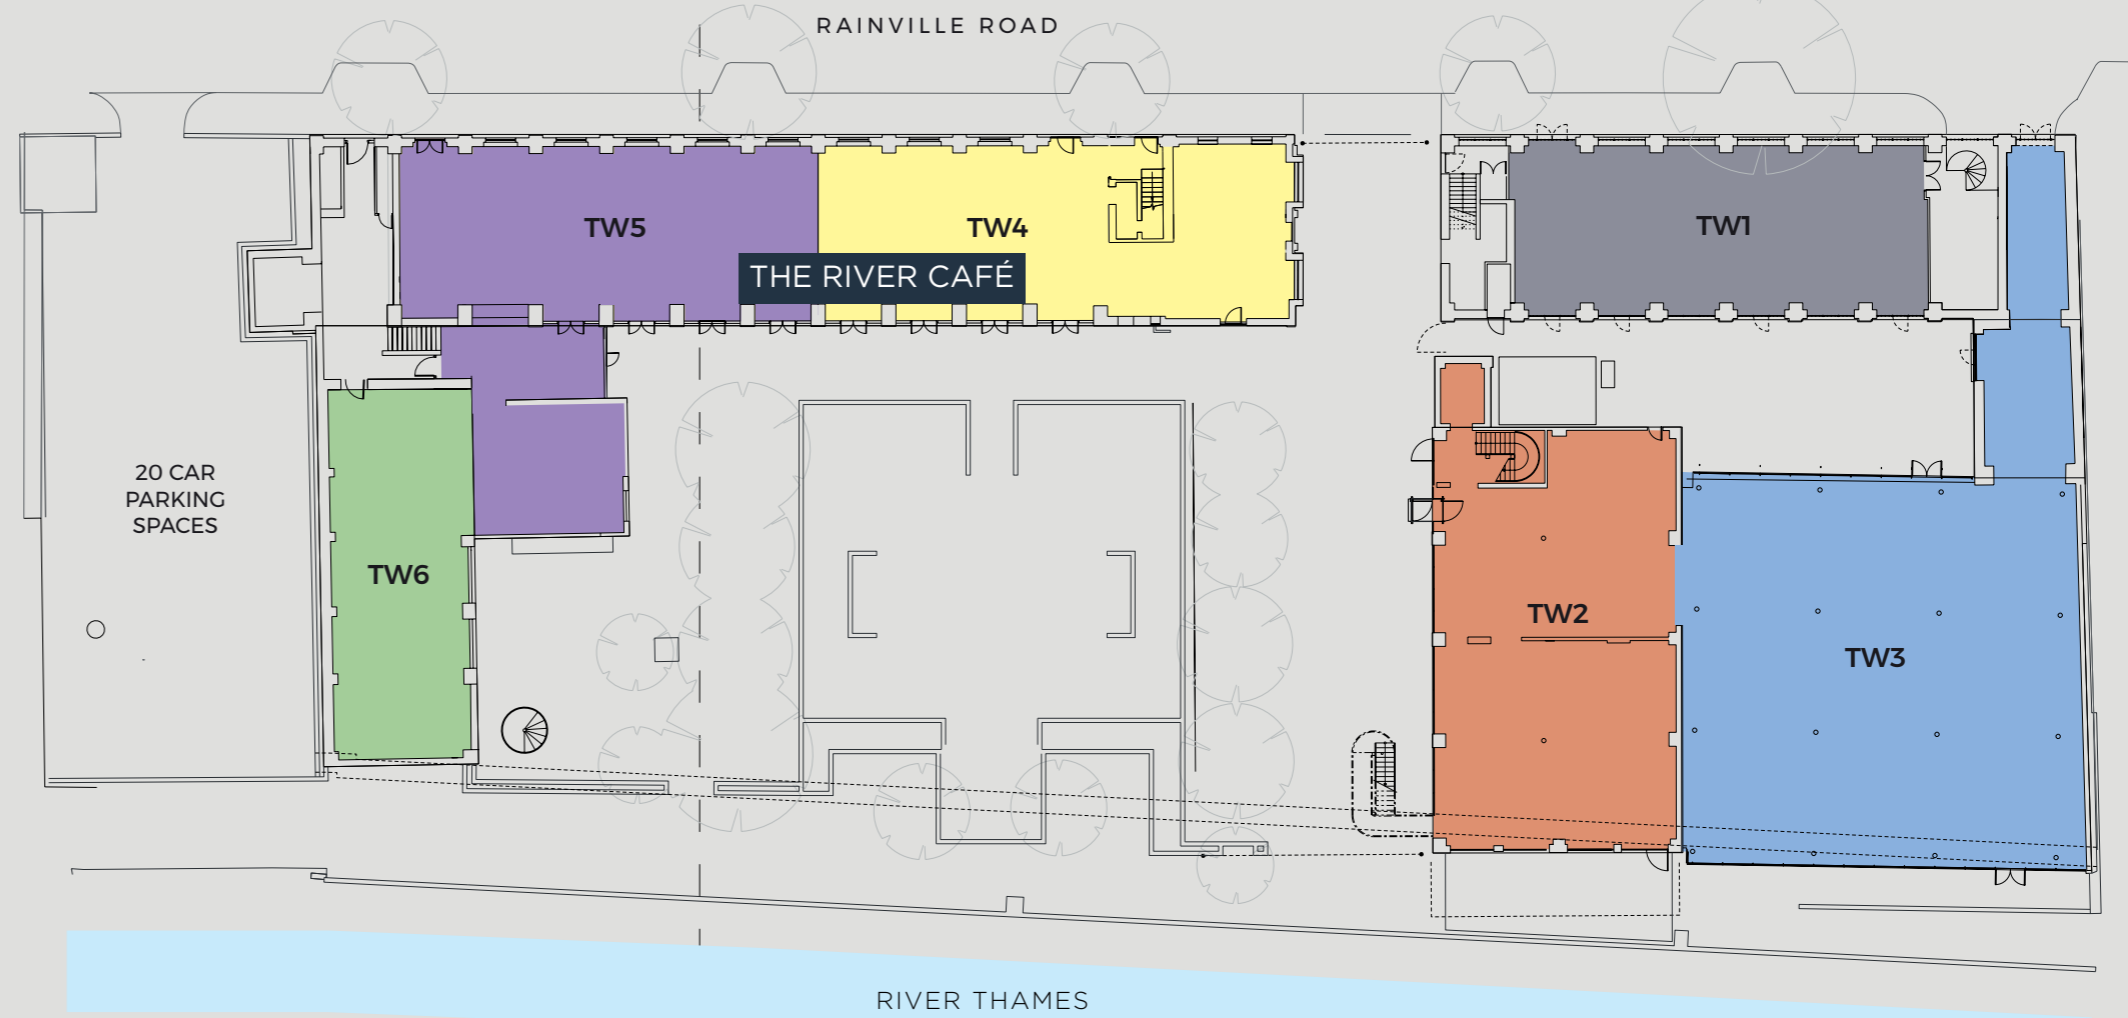 RAINVILLE ROAD
TW5
TW4
TW1
THE RIVER CAFÉ
20 CAR
PARKING
SPACES
TW6
TW2
TW3
RIVER THAMES